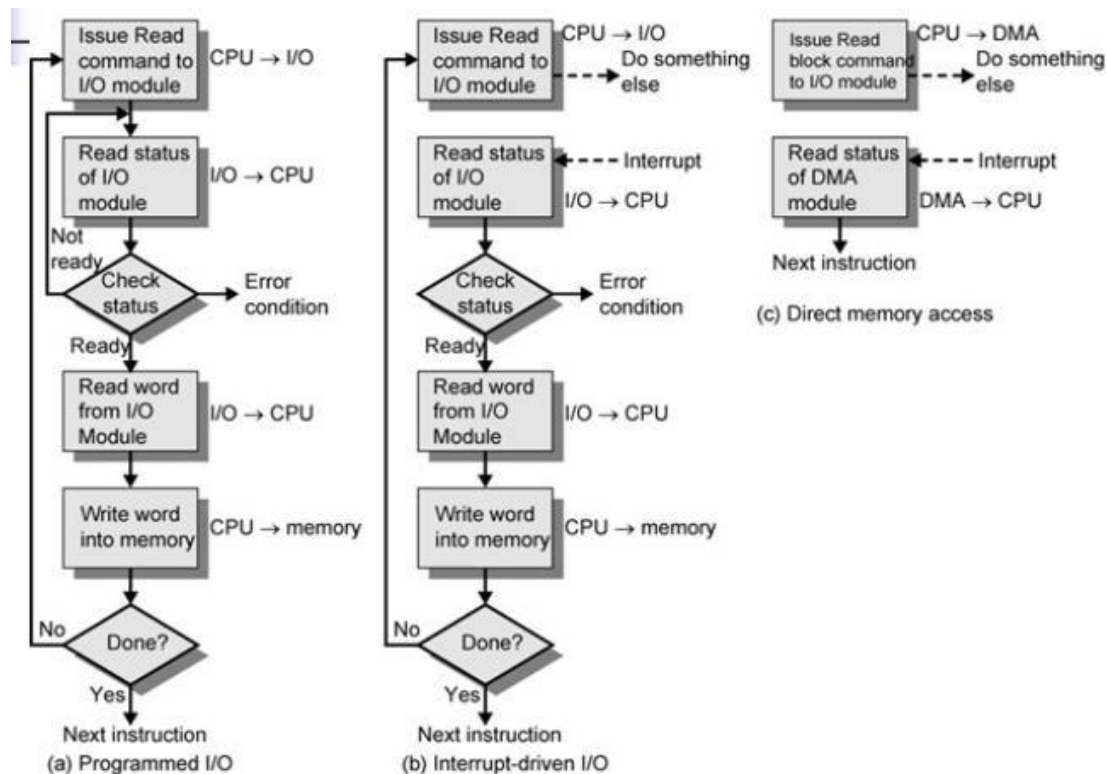 Issue Read
command to
I/O module
CPU → I/O
Read status
of I/O
module
I/O → CPU
Not
ready
Check
status
Error
condition
Ready
Read word
from I/O
Module
I/O → CPU
Write word
into memory
CPU → memory
No
Done?
Yes
Next instruction
(a) Programmed I/O
Issue Read
command to
I/O module
CPU → I/O
Do something
else
Read status
of I/O
module
Interrupt
I/O → CPU
Check
status
Error
condition
Ready
Read word
from I/O
Module
I/O → CPU
Write word
into memory
CPU → memory
No
Done?
Yes
Next instruction
(b) Interrupt-driven I/O
Issue Read
block command
to I/O module
CPU → DMA
Do something
else
Read status
of DMA
module
Interrupt
DMA → CPU
Next instruction
(c) Direct memory access